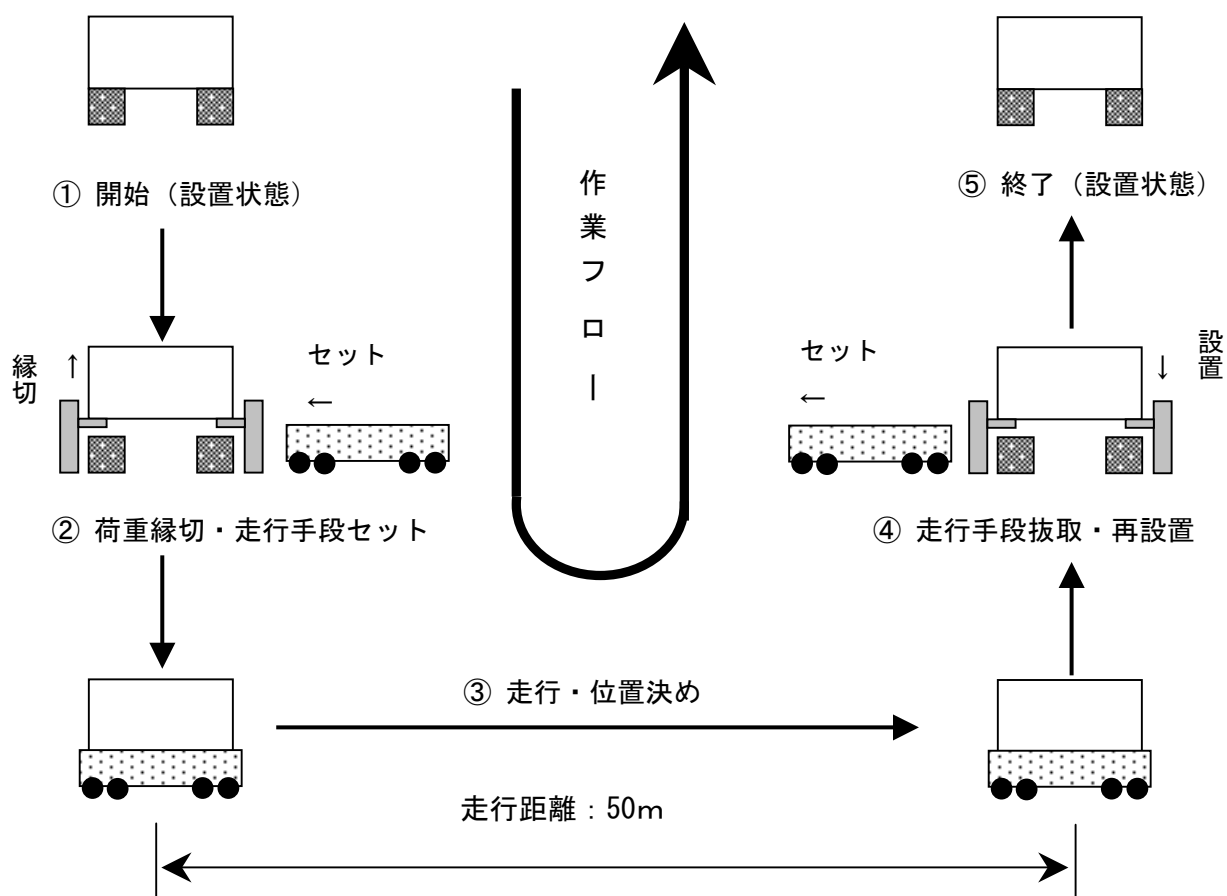 ① 開始（設置状態）
⑤ 終了（設置状態）
作業フロー
縁切
↑
セット
←
セット
←
↓
設置
② 荷重縁切・走行手段セット
④ 走行手段抜取・再設置
③ 走行・位置決め
走行距離：50ｍ